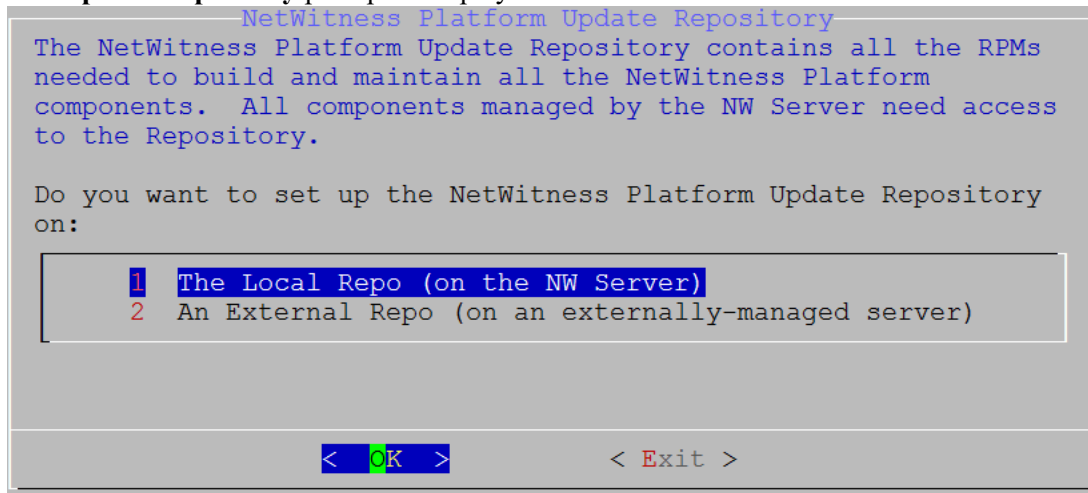 NetWitness Platform Update Repository
The NetWitness Platform Update Repository contains all the RPMs
needed to build and maintain all the NetWitness Platform
components.  All components managed by the NW Server need access
to the Repository.
Do you want to set up the NetWitness Platform Update Repository
on:
1  The Local Repo (on the NW Server)
2  An External Repo (on an externally-managed server)
<  OK  > < Exit >